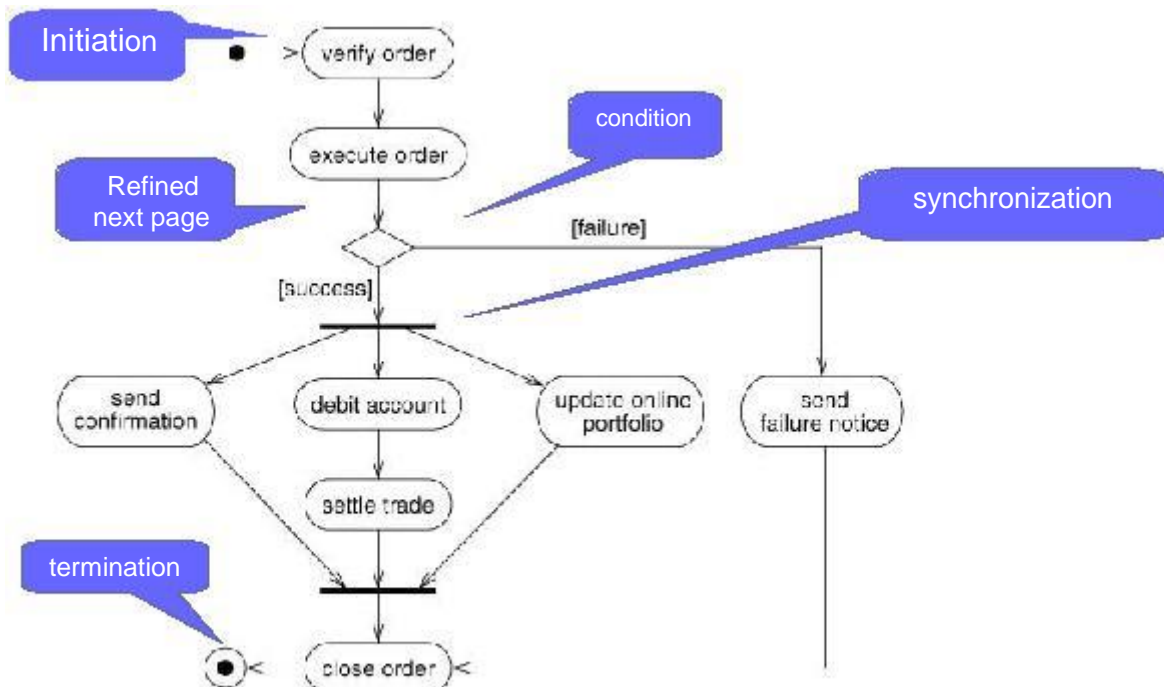 Initiation
verify order
condition
execute order
Refined
next page
synchronization
[failure]
[success]
send
confirmation
debit account
update online
portfolio
send
failure notice
settle trade
termination
close order